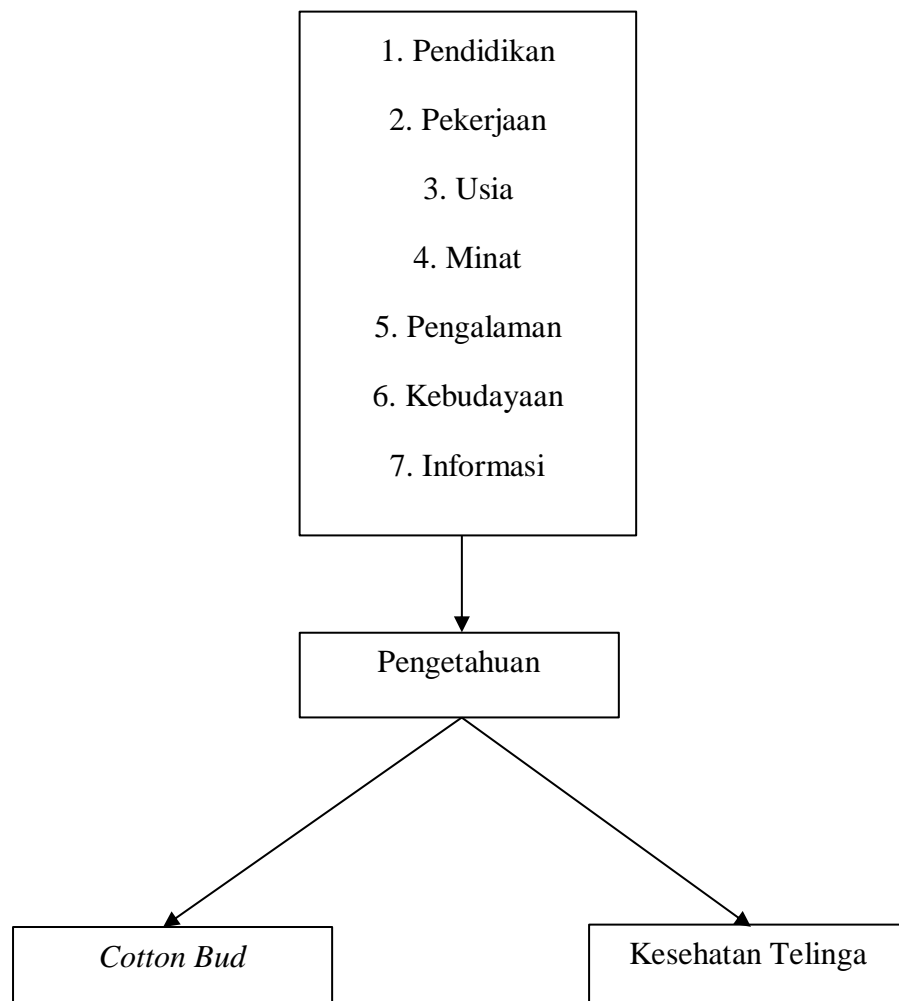 1. Pendidikan
2. Pekerjaan
3. Usia
4. Minat
5. Pengalaman
6. Kebudayaan
7. Informasi
Pengetahuan
Cotton Bud
Kesehatan Telinga